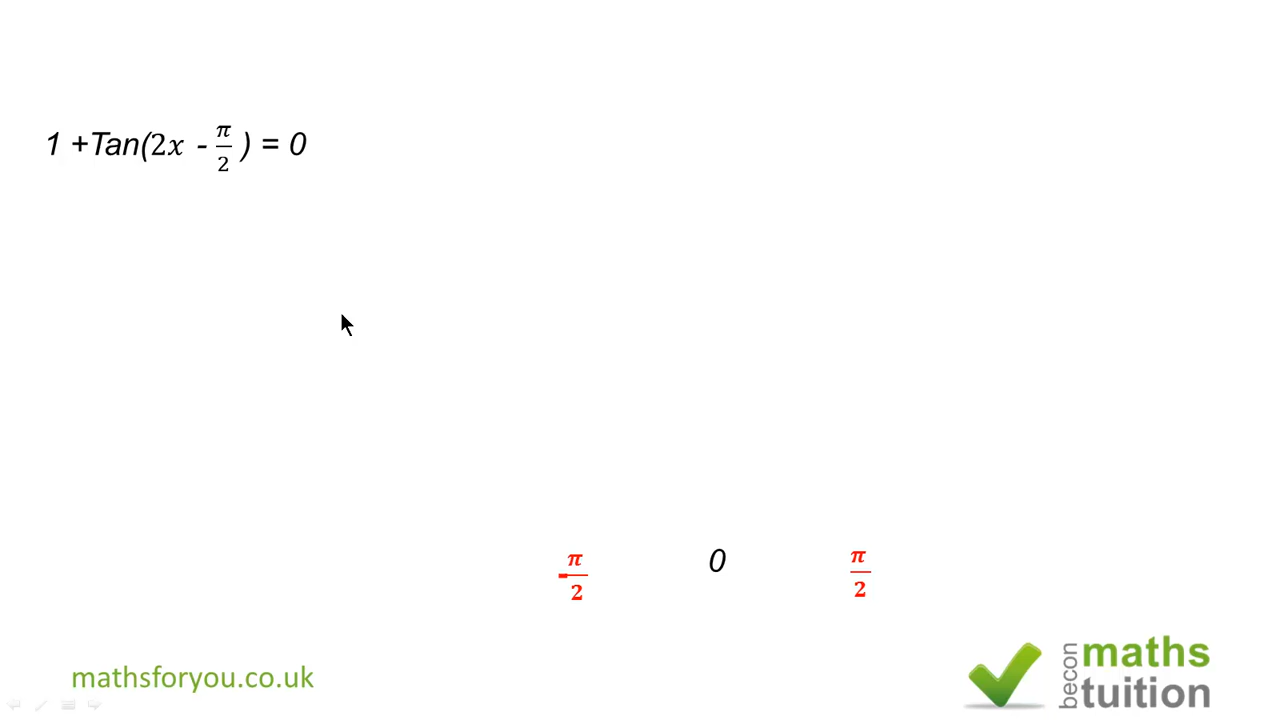 1 +Tan(2x - π/2 ) = 0
-π/2 0 π/2
mathsforyou.co.uk
becon maths tuition